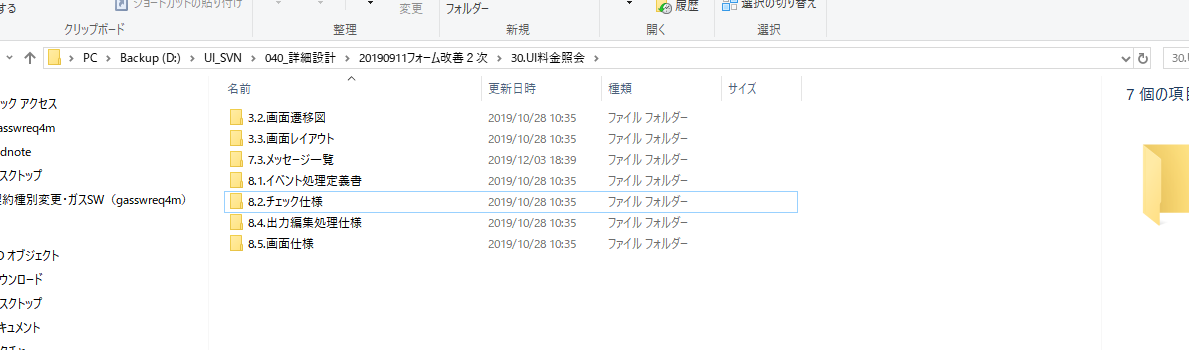 する ショートカットの貼り付け 変更 フォルダー 履歴 選択の切り替え
クリップボード 整理 新規 開く 選択
PC > Backup (D:) > UI_SVN > 040_詳細設計 > 20190911フォーム改善２次 > 30.UI料金照会 > 30.U
名前 更新日時 種類 サイズ
3.2.画面遷移図 2019/10/28 10:35 ファイル フォルダー
3.3.画面レイアウト 2019/10/28 10:35 ファイル フォルダー
7.3.メッセージ一覧 2019/12/03 18:39 ファイル フォルダー
8.1.イベント処理定義書 2019/10/28 10:35 ファイル フォルダー
8.2.チェック仕様 2019/10/28 10:35 ファイル フォルダー
8.4.出力編集処理仕様 2019/10/28 10:35 ファイル フォルダー
8.5.画面仕様 2019/10/28 10:35 ファイル フォルダー
ック アクセス
asswreq4m
dnote
スクトップ
約種別変更・ガスSW（gasswreq4m）
D オブジェクト
ウンロード
スクトップ
キュメント
7 個の項目